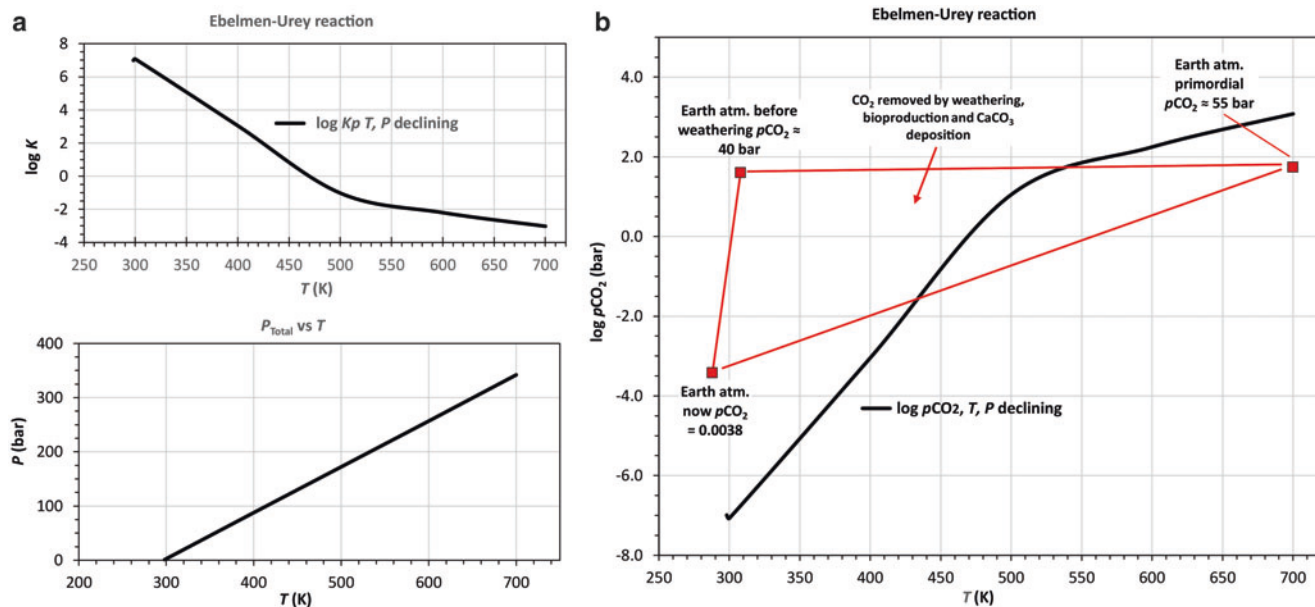 a
Ebelmen-Urey reaction
8
6
4
2
0
-2
-4
log K
log Kp T, P declining
250 300 350 400 450 500 550 600 650 700
T (K)
P Total vs T
400
300
200
100
0
P (bar)
200 300 400 500 600 700
T (K)
b
Ebelmen-Urey reaction
4.0
2.0
0.0
-2.0
-4.0
-6.0
-8.0
log pCO₂ (bar)
Earth atm. before
weathering pCO₂ ≈
40 bar
CO₂ removed by weathering,
bioproduction and CaCO₃
deposition
Earth atm.
primordial
pCO₂ ≈ 55 bar
Earth atm.
now pCO₂
= 0.0038
log pCO2, T, P declining
250 300 350 400 450 500 550 600 650 700
T (K)